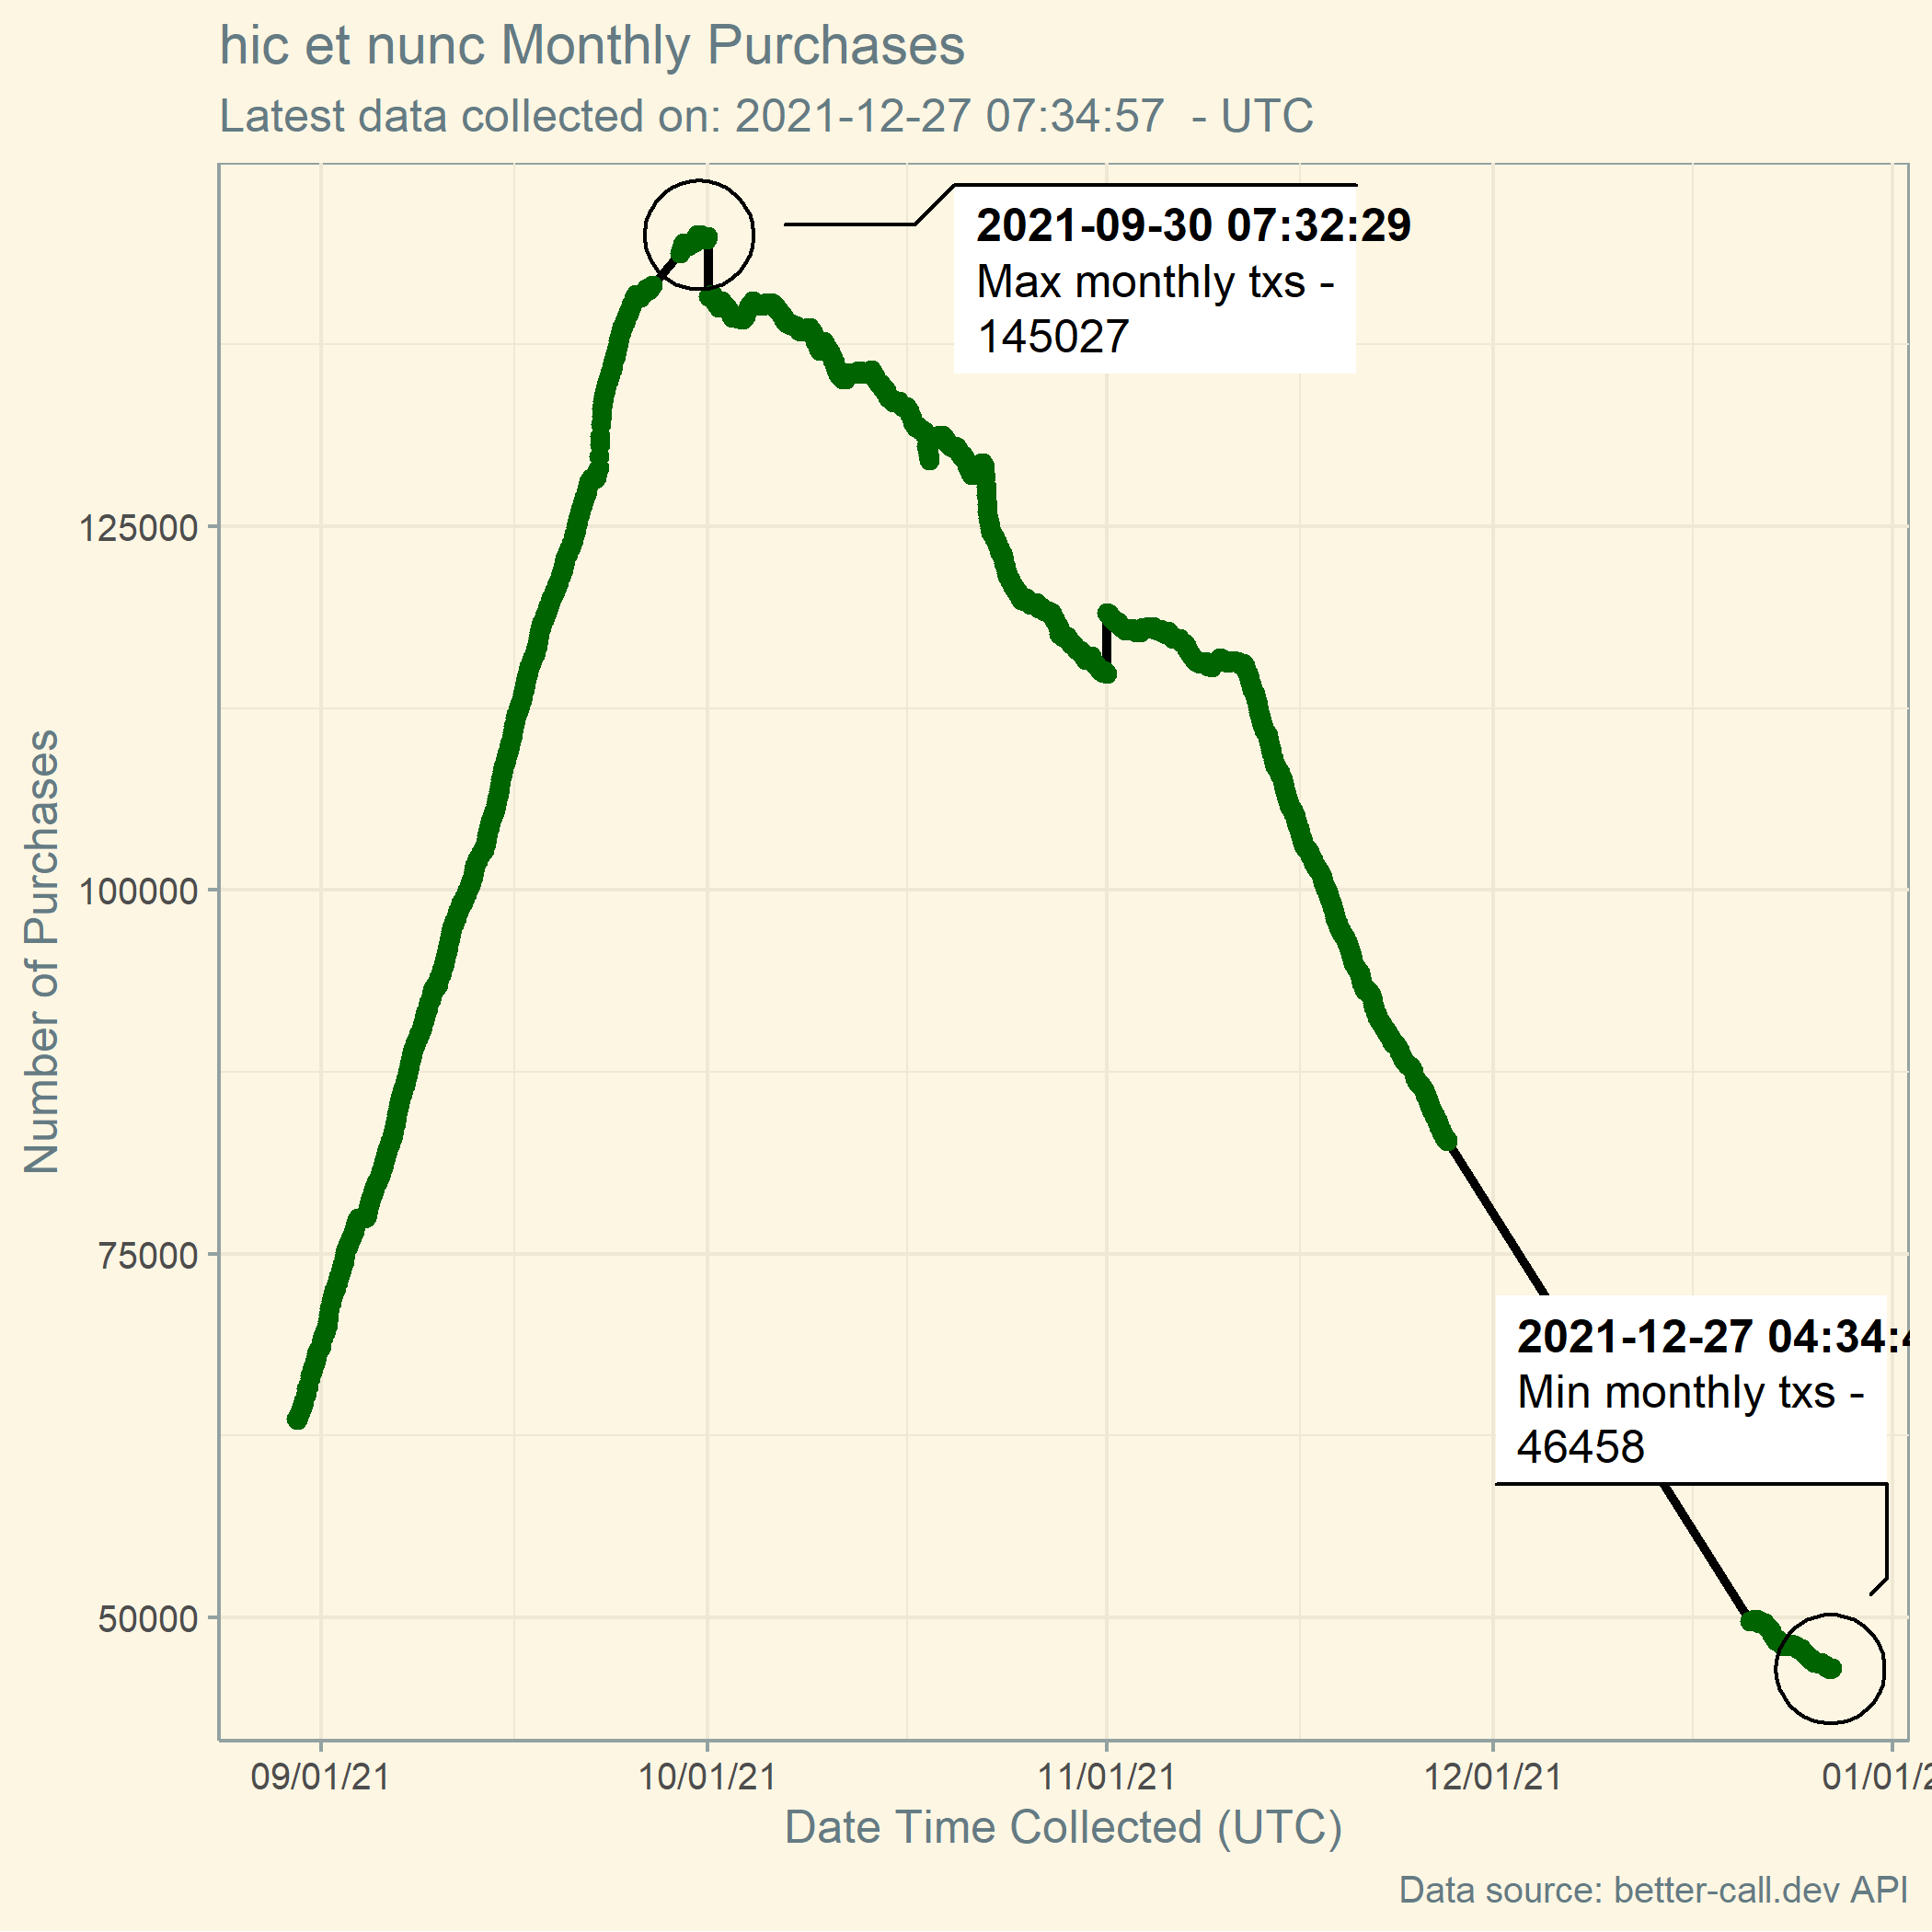 hic et nunc Monthly Purchases
Latest data collected on: 2021-12-27 07:34:57 - UTC
2021-09-30 07:32:29
Max monthly txs -
145027
125000
100000
75000
50000
Number of Purchases
2021-12-27 04:34:4
Min monthly txs -
46458
09/01/21
10/01/21
11/01/21
12/01/21
01/01/2
Date Time Collected (UTC)
Data source: better-call.dev API